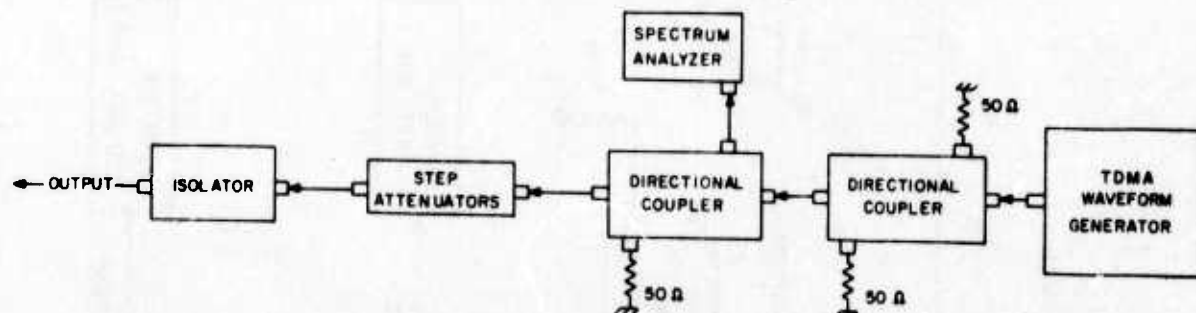 SPECTRUM
ANALYZER
50 Ω
OUTPUT
ISOLATOR
STEP
ATTENUATORS
DIRECTIONAL
COUPLER
DIRECTIONAL
COUPLER
TDMA
WAVEFORM
GENERATOR
50 Ω
50 Ω